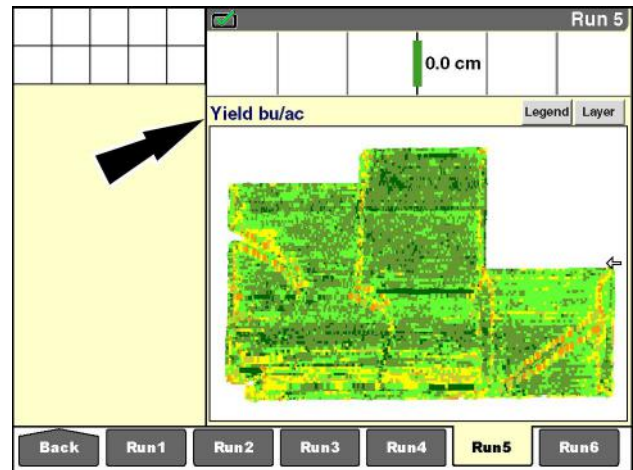 Run 5
0.0 cm
Yield bu/ac
Legend Layer
Back Run1 Run2 Run3 Run4 Run5 Run6